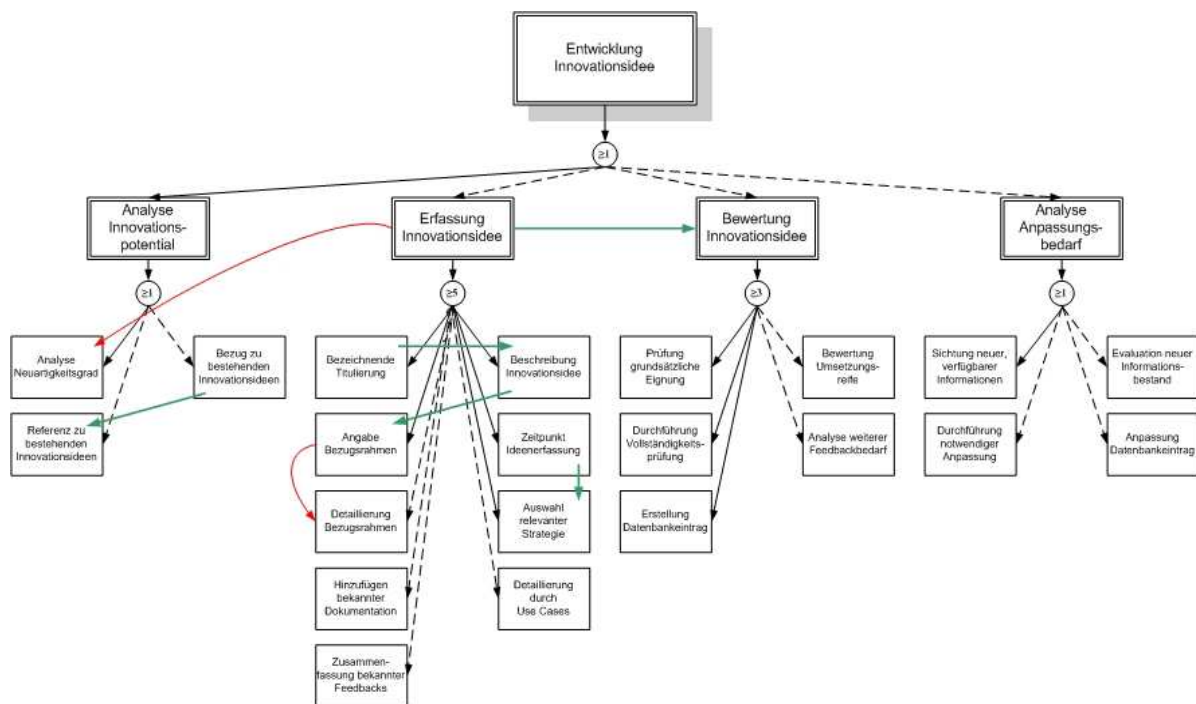 Entwicklung
Innovationsidee
≥1
Analyse
Innovations-
potential
Erfassung
Innovationsidee
Bewertung
Innovationsidee
Analyse
Anpassungs-
bedarf
≥1
≥5
≥3
≥1
Analyse
Neuartigkeitsgrad
Bezug zu
bestehenden
Innovationsideen
Referenz zu
bestehenden
Innovationsideen
Bezeichnende
Titulierung
Beschreibung
Innovationsidee
Angabe
Bezugsrahmen
Zeitpunkt
Ideenerfassung
Detaillierung
Bezugsrahmen
Auswahl
relevanter
Strategie
Hinzufügen
bekannter
Dokumentation
Detaillierung
durch
Use Cases
Zusammen-
fassung bekannter
Feedbacks
Prüfung
grundsätzliche
Eignung
Bewertung
Umsetzungs-
reife
Durchführung
Vollständigkeits-
prüfung
Analyse weiterer
Feedbackbedarf
Erstellung
Datenbankeintrag
Sichtung neuer,
verfügbarer
Informationen
Evaluation neuer
Informations-
bestand
Durchführung
notwendiger
Anpassung
Anpassung
Datenbankeintrag